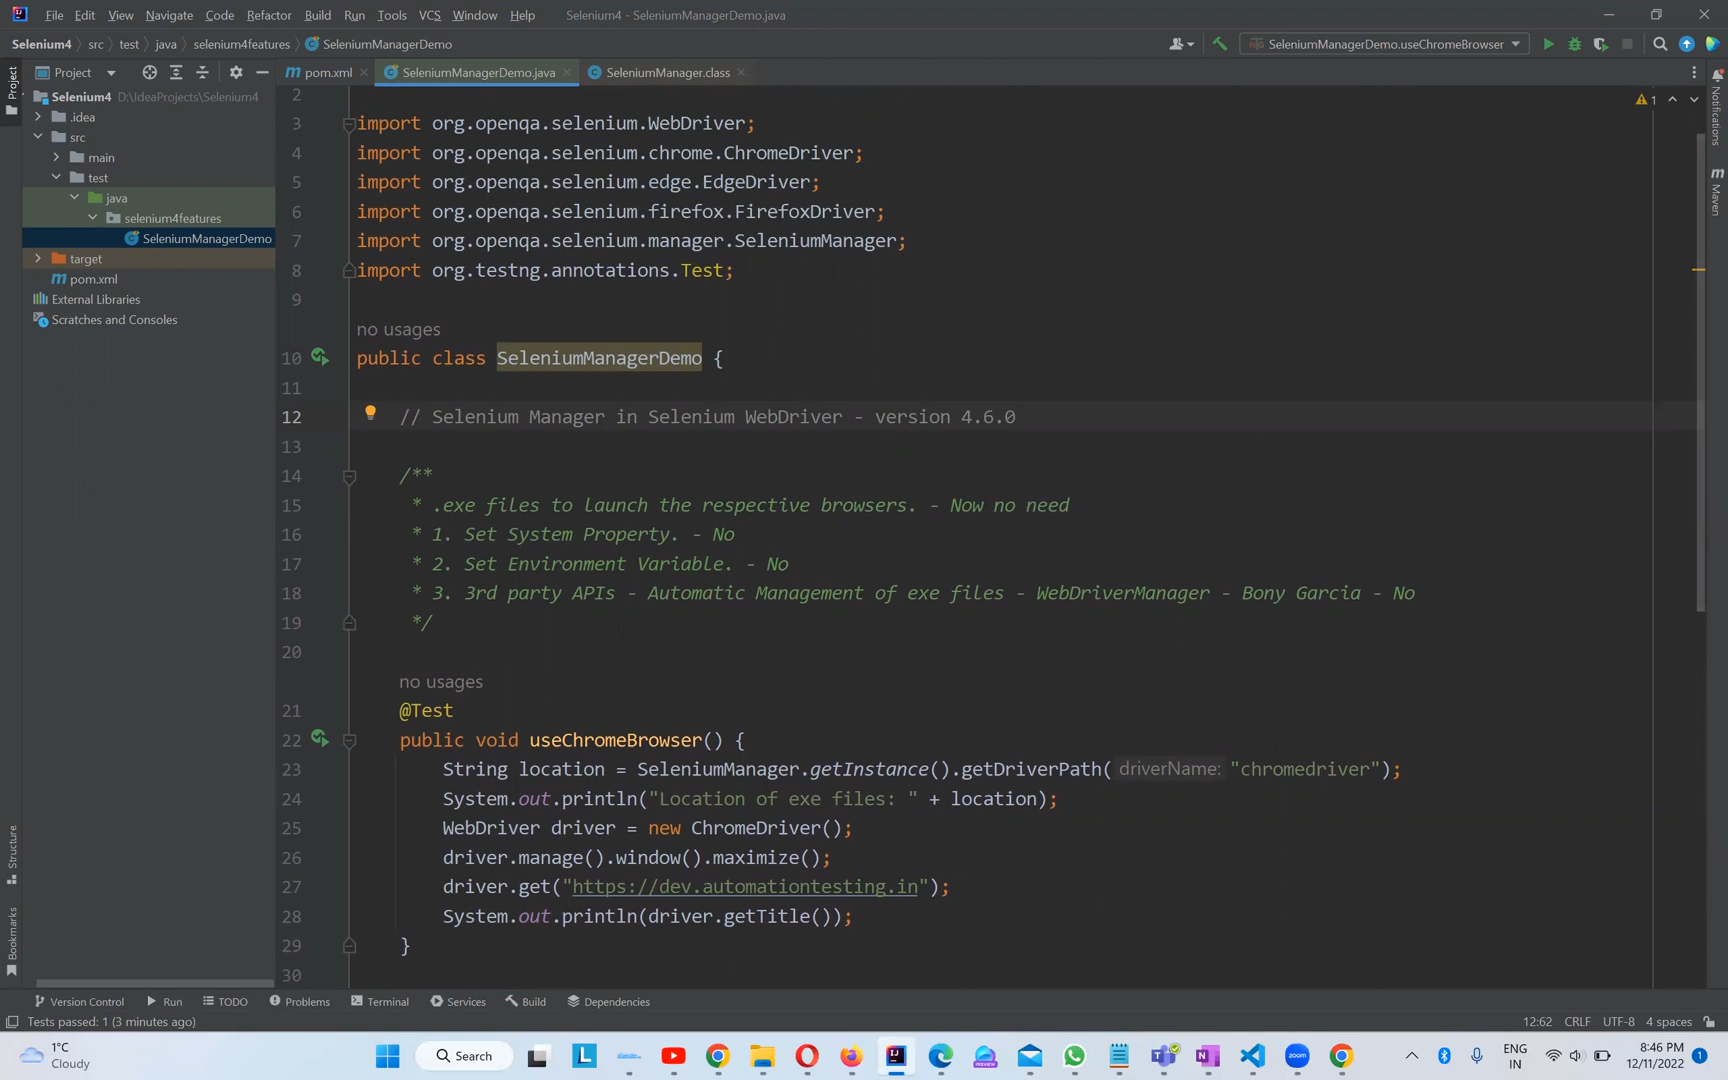 File Edit View Navigate Code Refactor Build Run Tools VCS Window Help Selenium4 - SeleniumManagerDemo.java
Selenium4 src test java selenium4features SeleniumManagerDemo SeleniumManagerDemo.useChromeBrowser
Project pom.xml SeleniumManagerDemo.java SeleniumManager.class
Project
Selenium4 D:\IdeaProjects\Selenium4
.idea
src
main
test
java
selenium4features
SeleniumManagerDemo
target
pom.xml
External Libraries
Scratches and Consoles
Structure
Bookmarks
2
3 import org.openqa.selenium.WebDriver;
4 import org.openqa.selenium.chrome.ChromeDriver;
5 import org.openqa.selenium.edge.EdgeDriver;
6 import org.openqa.selenium.firefox.FirefoxDriver;
7 import org.openqa.selenium.manager.SeleniumManager;
8 import org.testng.annotations.Test;
9
no usages
10 public class SeleniumManagerDemo {
11
12 // Selenium Manager in Selenium WebDriver - version 4.6.0
13
14 /**
15 * .exe files to launch the respective browsers. - Now no need
16 * 1. Set System Property. - No
17 * 2. Set Environment Variable. - No
18 * 3. 3rd party APIs - Automatic Management of exe files - WebDriverManager - Bony Garcia - No
19 */
20
no usages
21 @Test
22 public void useChromeBrowser() {
23 String location = SeleniumManager.getInstance().getDriverPath( driverName: "chromedriver");
24 System.out.println("Location of exe files: " + location);
25 WebDriver driver = new ChromeDriver();
26 driver.manage().window().maximize();
27 driver.get("https://dev.automationtesting.in");
28 System.out.println(driver.getTitle());
29 }
30
1
Notifications
Maven
Version Control Run TODO Problems Terminal Services Build Dependencies
Tests passed: 1 (3 minutes ago) 12:62 CRLF UTF-8 4 spaces
1°C
Cloudy
Search
zoom
ENG
IN
8:46 PM
12/11/2022
1